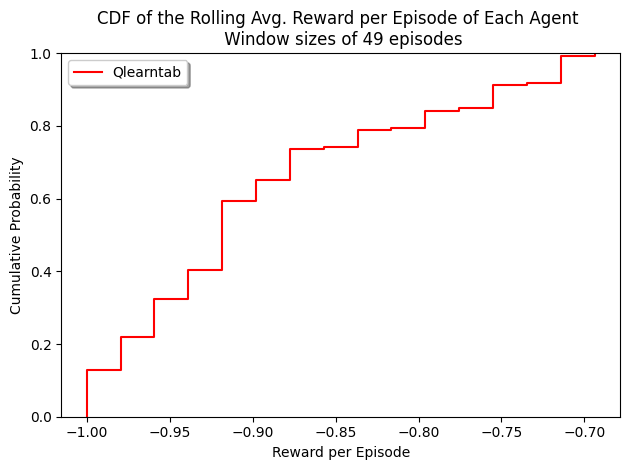 CDF of the Rolling Avg. Reward per Episode of Each Agent
Window sizes of 49 episodes
Qlearntab
1.0
0.8
0.6
0.4
0.2
0.0
Cumulative Probability
−1.00
−0.95
−0.90
−0.85
−0.80
−0.75
−0.70
Reward per Episode